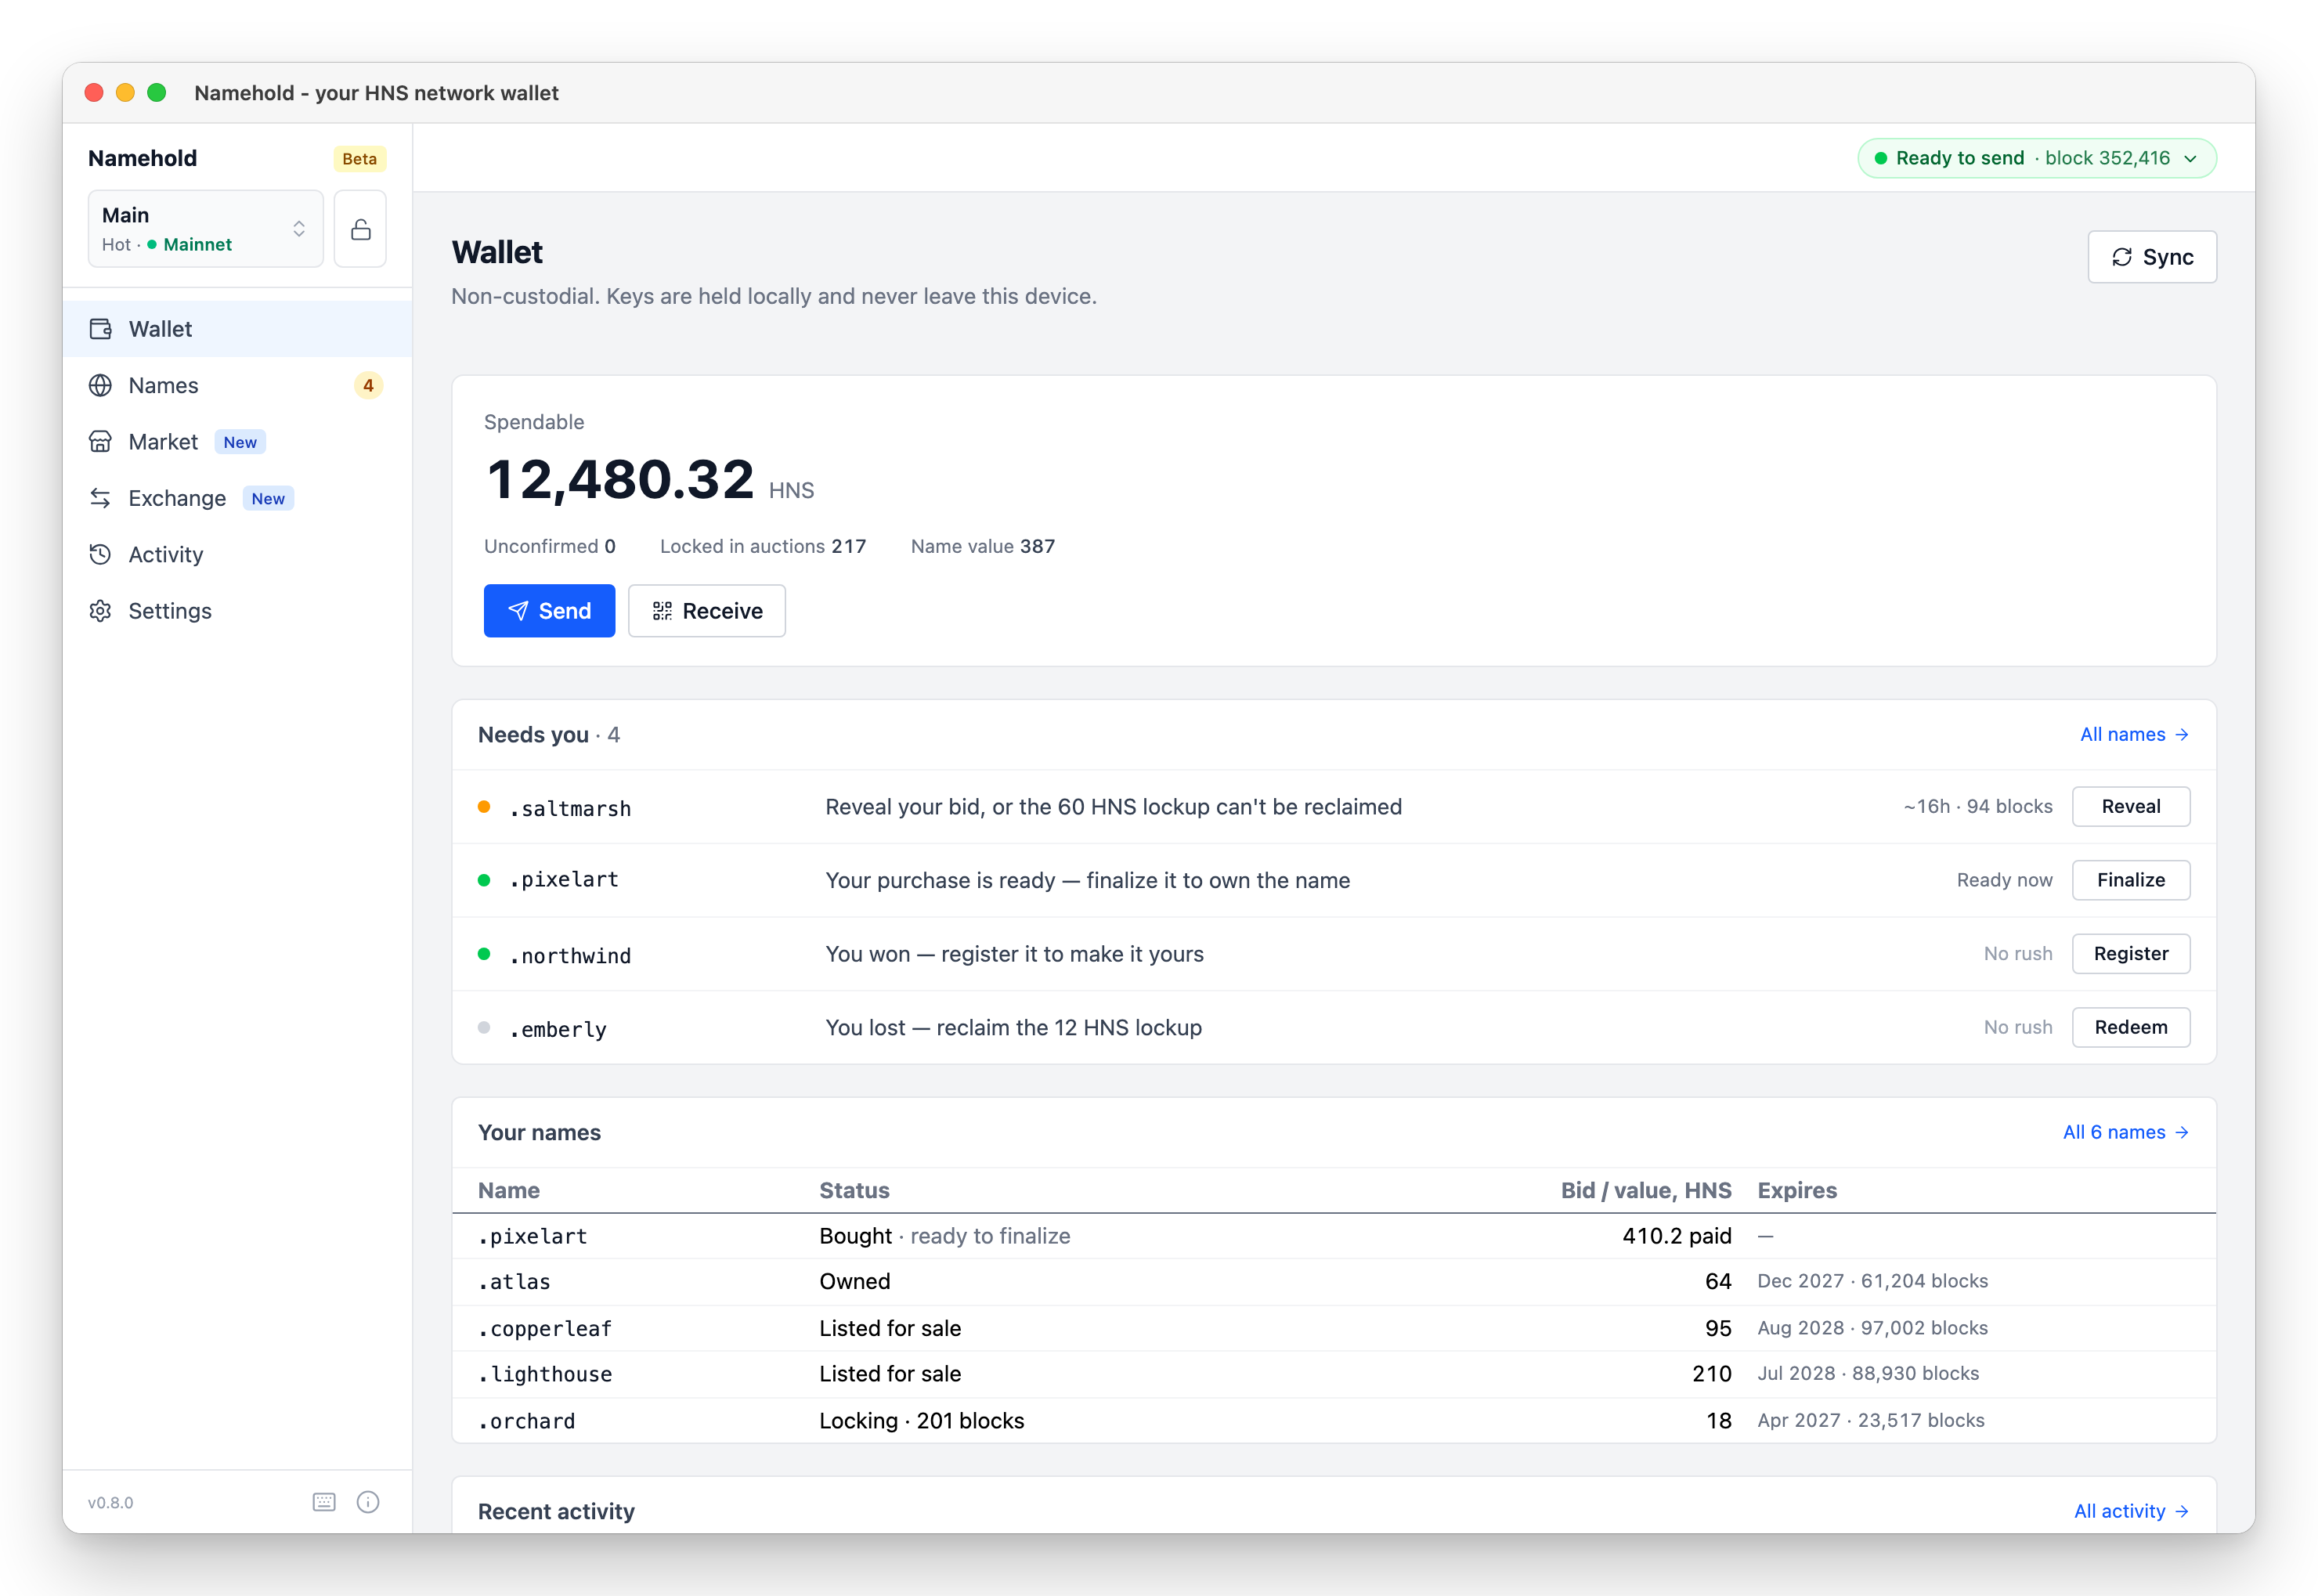 Namehold - your HNS network wallet
Namehold Beta
Main
Hot · Mainnet
Wallet
Names 4
Market New
Exchange New
Activity
Settings
v0.8.0
Ready to send · block 352,416
Wallet
Sync
Non-custodial. Keys are held locally and never leave this device.
Spendable
12,480.32 HNS
Unconfirmed 0 Locked in auctions 217 Name value 387
Send Receive
Needs you · 4 All names →
.saltmarsh Reveal your bid, or the 60 HNS lockup can't be reclaimed ~16h · 94 blocks Reveal
.pixelart Your purchase is ready — finalize it to own the name Ready now Finalize
.northwind You won — register it to make it yours No rush Register
.emberly You lost — reclaim the 12 HNS lockup No rush Redeem
Your names All 6 names →
Name Status Bid / value, HNS Expires
.pixelart Bought · ready to finalize 410.2 paid —
.atlas Owned 64 Dec 2027 · 61,204 blocks
.copperleaf Listed for sale 95 Aug 2028 · 97,002 blocks
.lighthouse Listed for sale 210 Jul 2028 · 88,930 blocks
.orchard Locking · 201 blocks 18 Apr 2027 · 23,517 blocks
Recent activity All activity →